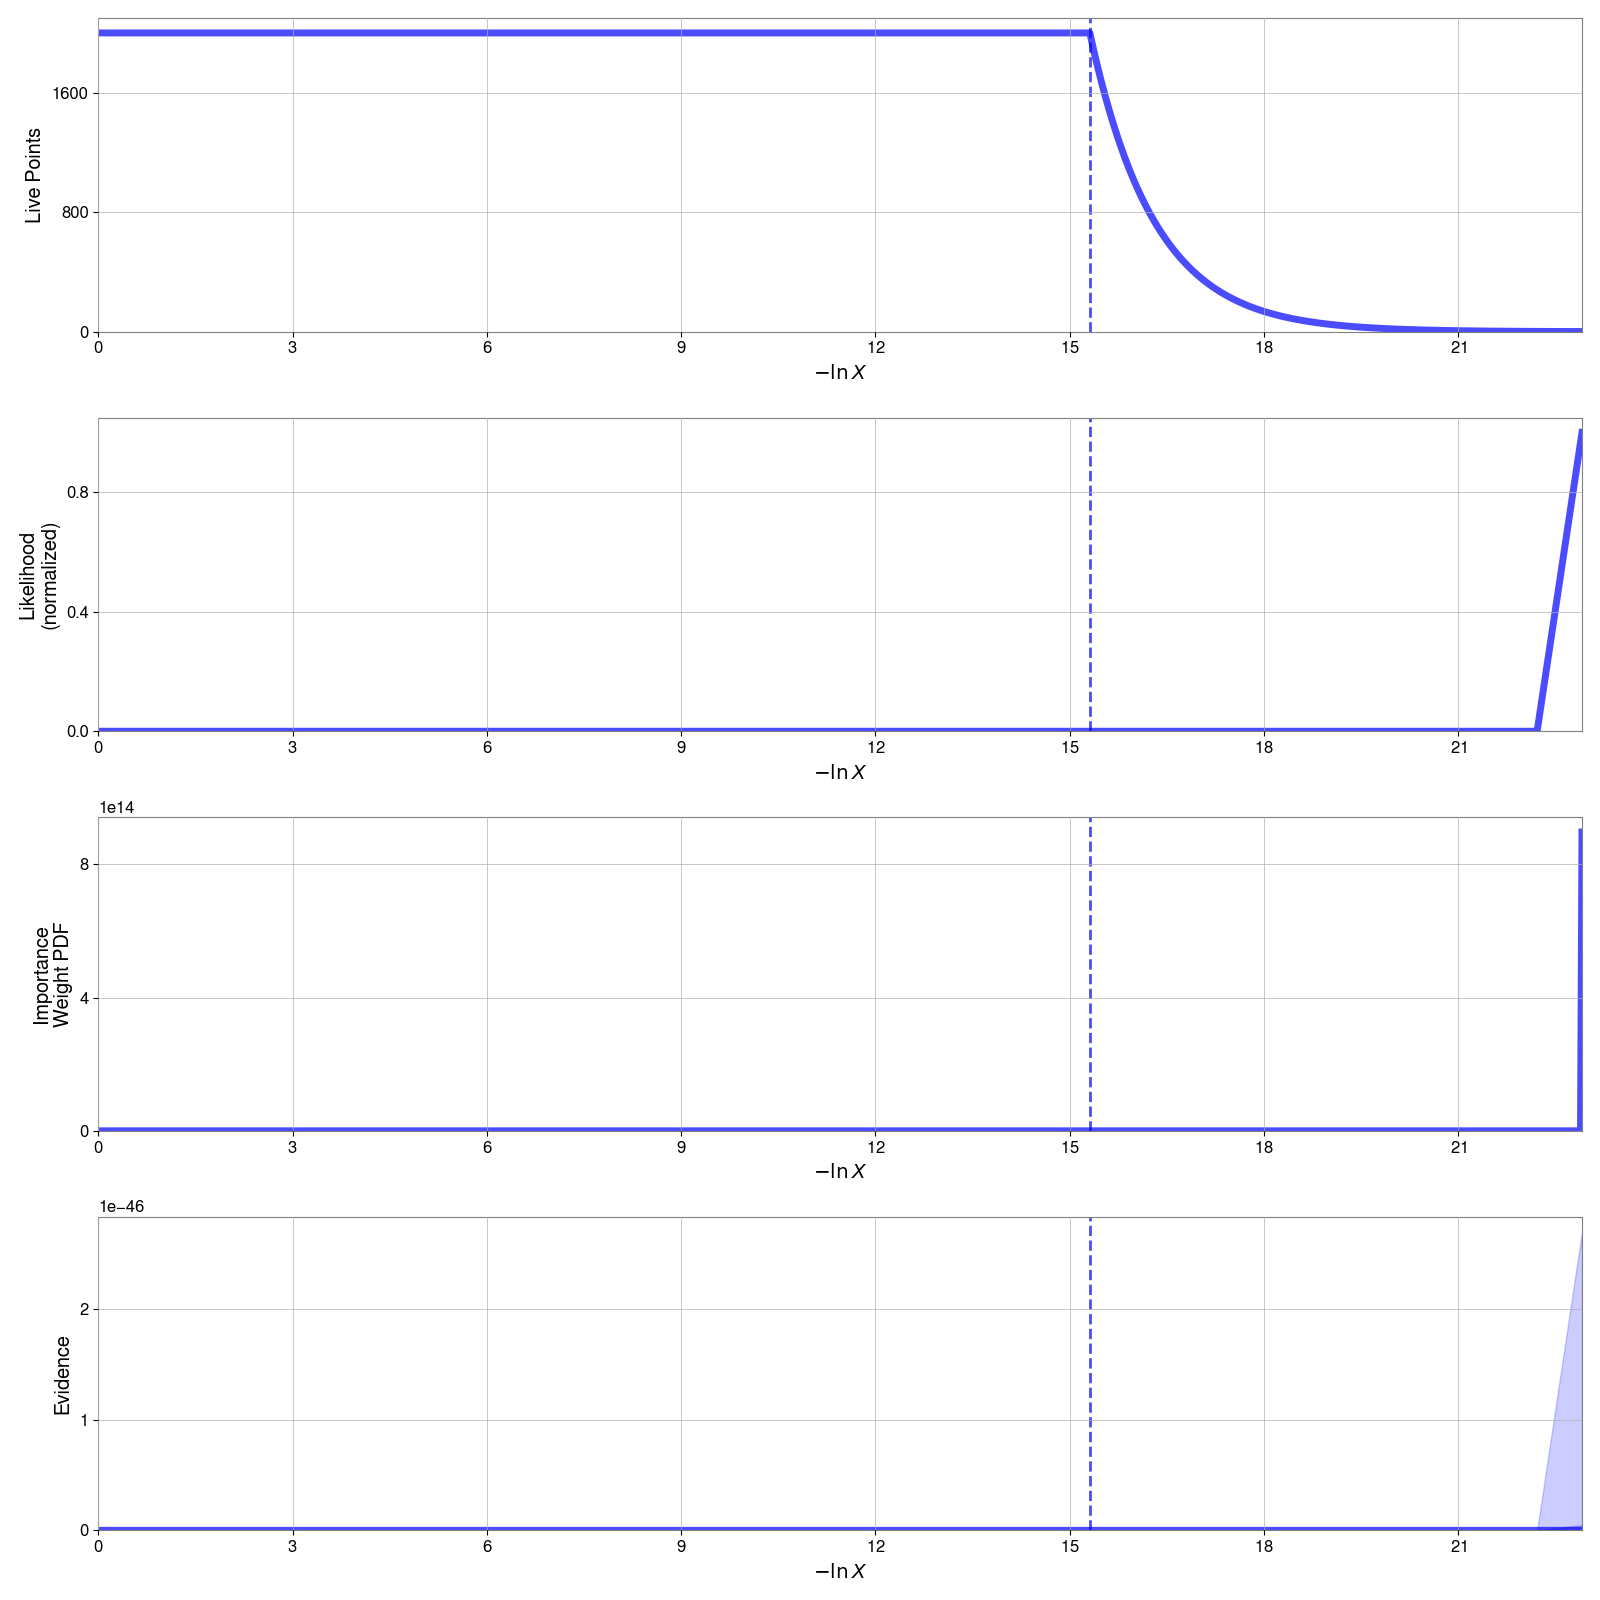 Live Points
1600
800
0
0 3 6 9 12 15 18 21
−ln X
Likelihood
(normalized)
0.8
0.4
0.0
0 3 6 9 12 15 18 21
−ln X
1e14
Importance
Weight PDF
8
4
0
0 3 6 9 12 15 18 21
−ln X
1e−46
Evidence
2
1
0
0 3 6 9 12 15 18 21
−ln X